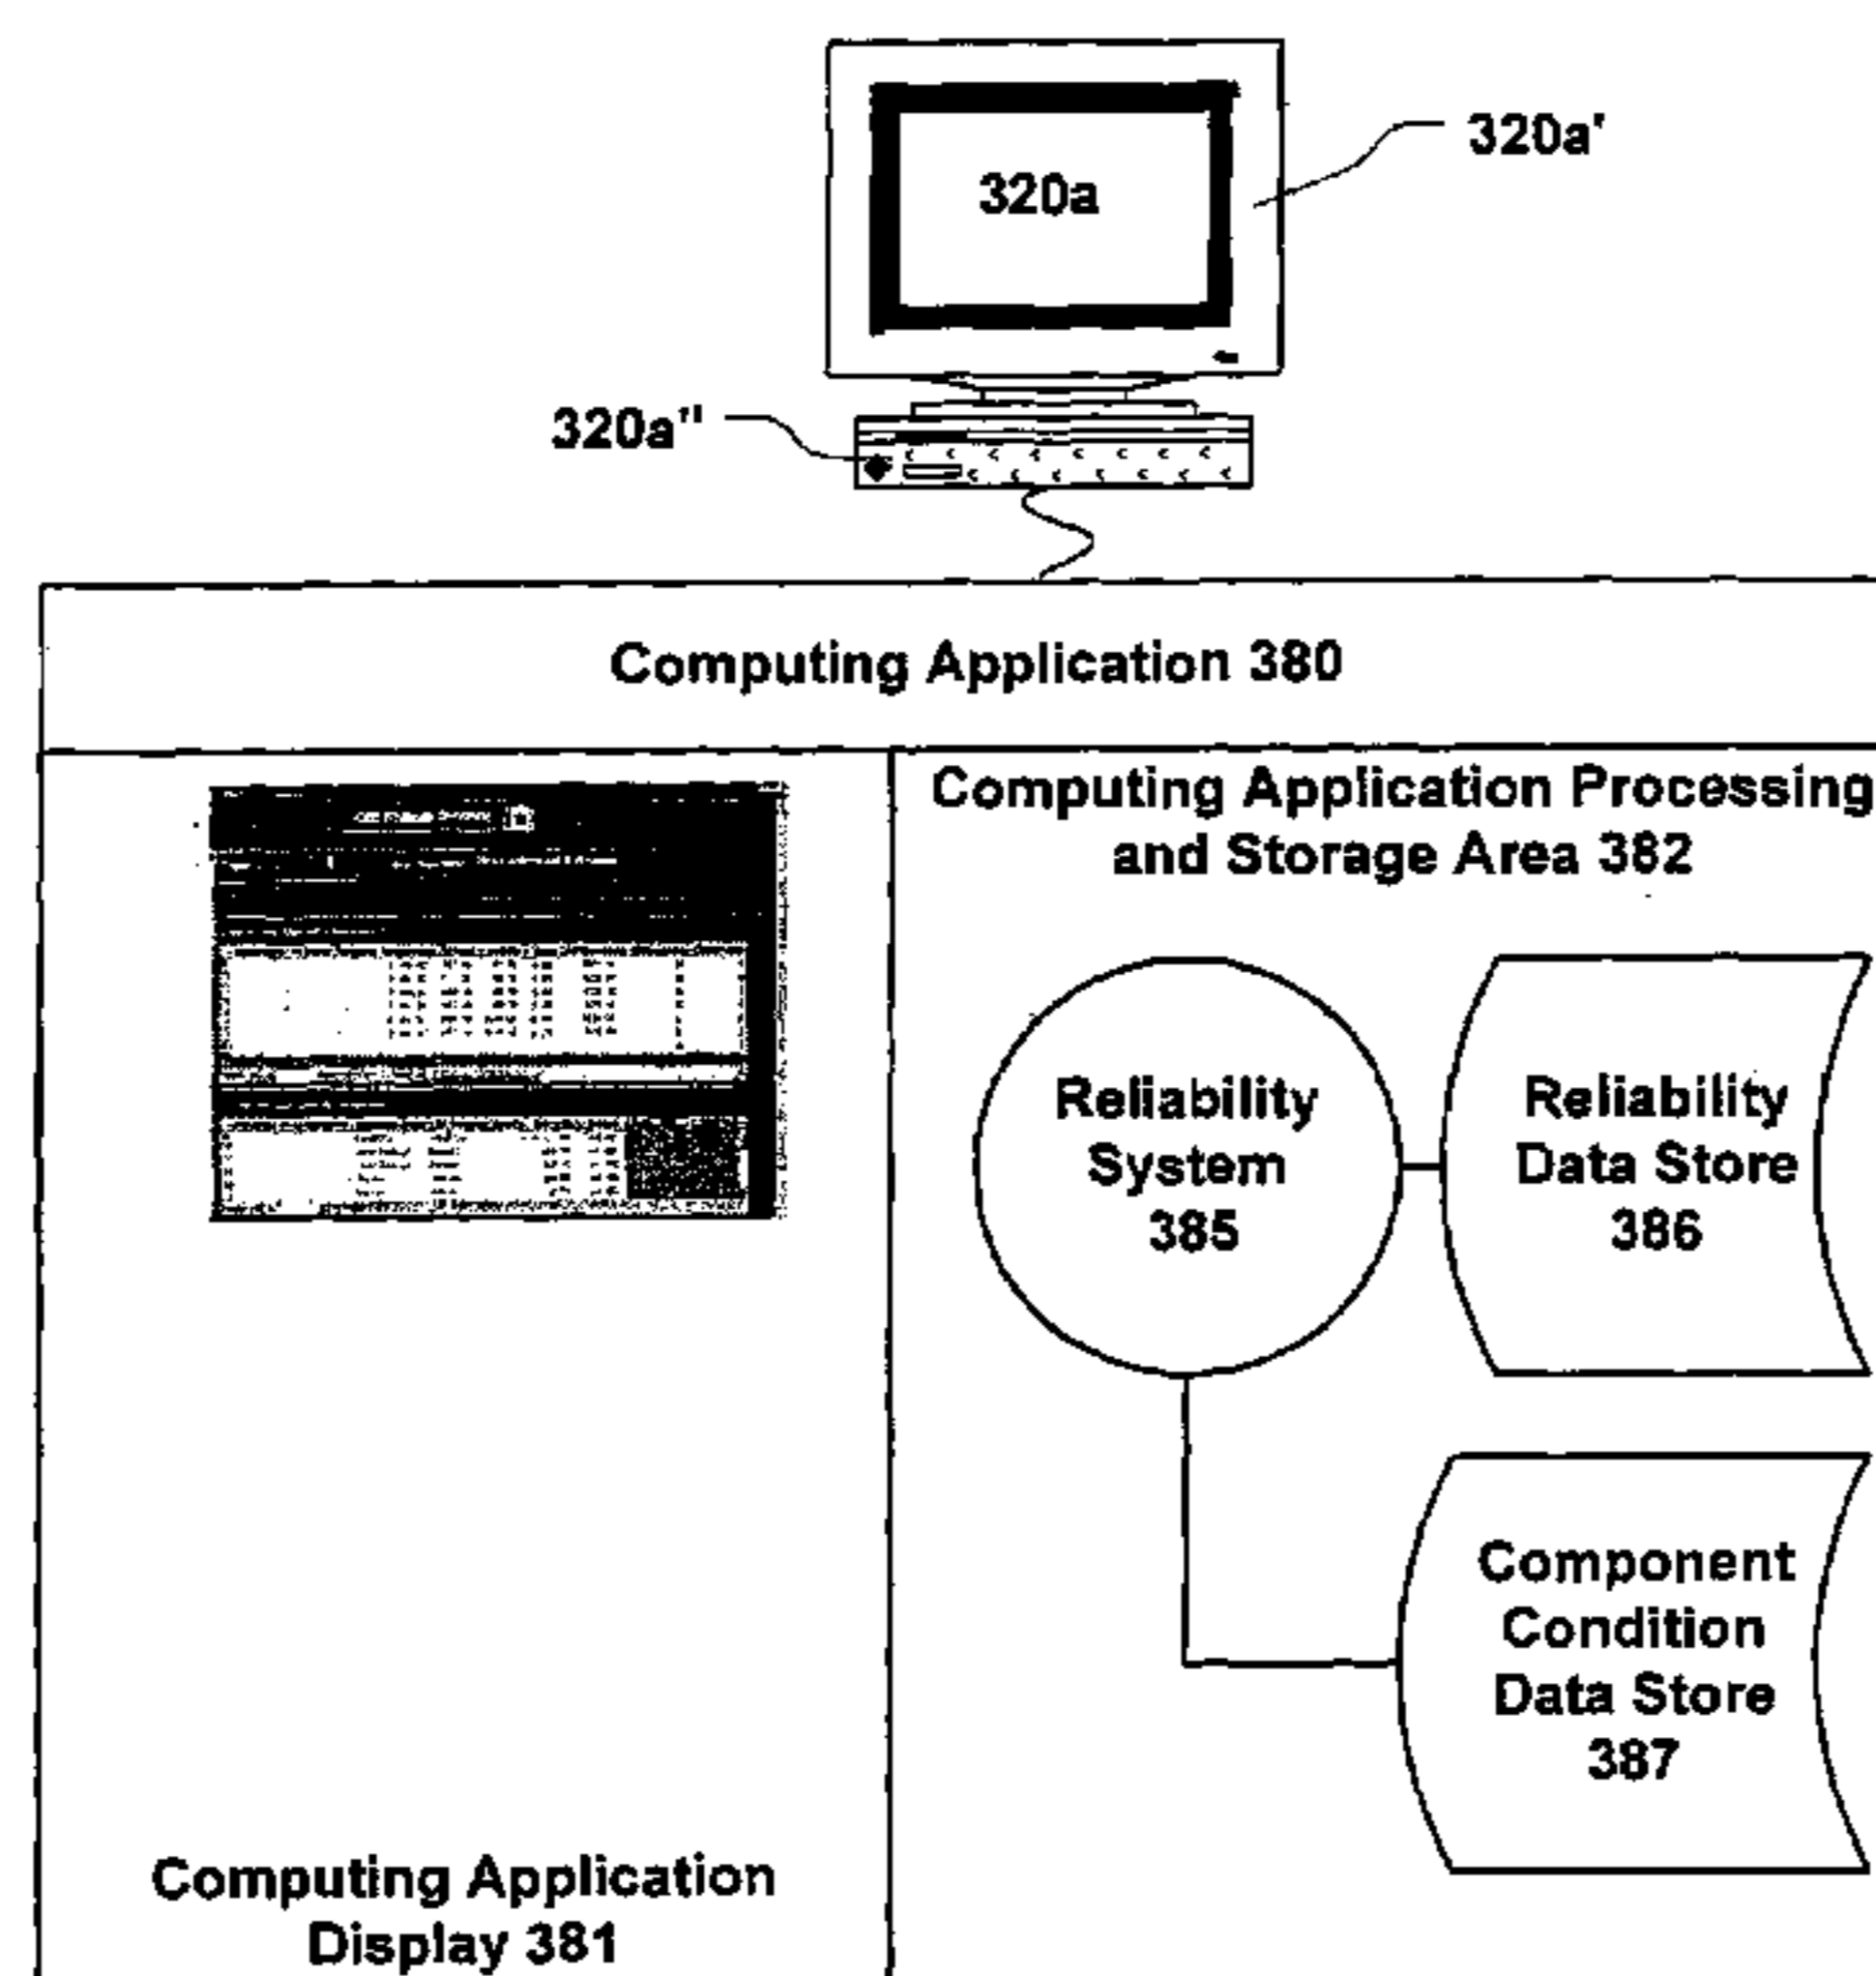 320a'
320a
320a"
Computing Application 380
Computing Application Processing
and Storage Area 382
Reliability
System
385
Reliability
Data Store
386
Component
Condition
Data Store
387
Computing Application
Display 381